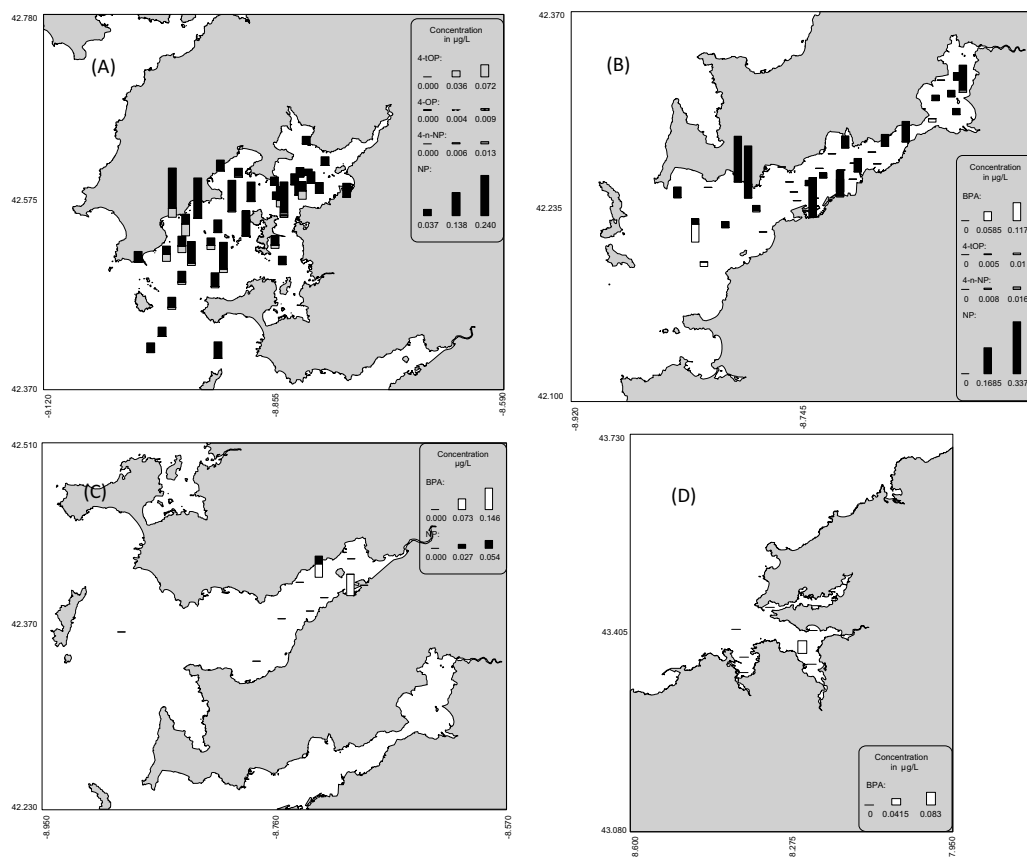 (A)
42.780
42.575
42.370
-9.120
-8.855
-8.590
Concentration
in µg/L
4-tOP:
0.000 0.036 0.072
4-OP:
0.000 0.004 0.009
4-n-NP:
0.000 0.006 0.013
NP:
0.037 0.138 0.240
(B)
42.370
42.235
42.100
-8.920
-8.745
Concentration
in µg/L
BPA:
0 0.0585 0.117
4-tOP:
0 0.005 0.01
4-n-NP:
0 0.008 0.016
NP:
0 0.1685 0.337
(C)
42.510
42.370
42.230
-8.950
-8.760
-8.570
Concentration
µg/L
BPA:
0.000 0.073 0.146
NP:
0.000 0.027 0.054
(D)
43.730
43.405
43.080
-8.600
-8.275
-7.950
Concentration
in µg/L
BPA:
0 0.0415 0.083